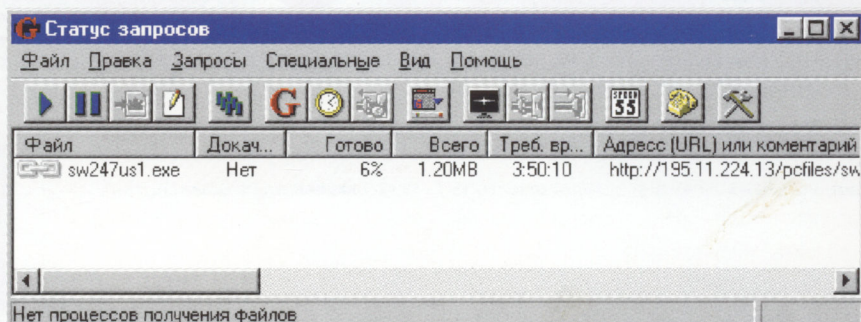 Статус запросов
Файл Правка Запросы Специальные Вид Помощь
G SPEED 55
Файл Докач... Готово Всего Треб. вр... Адресс (URL) или коментарий
sw247us1.exe Нет 6% 1.20MB 3:50:10 http://195.11.224.13/pcfiles/sw
Нет процессов получения файлов